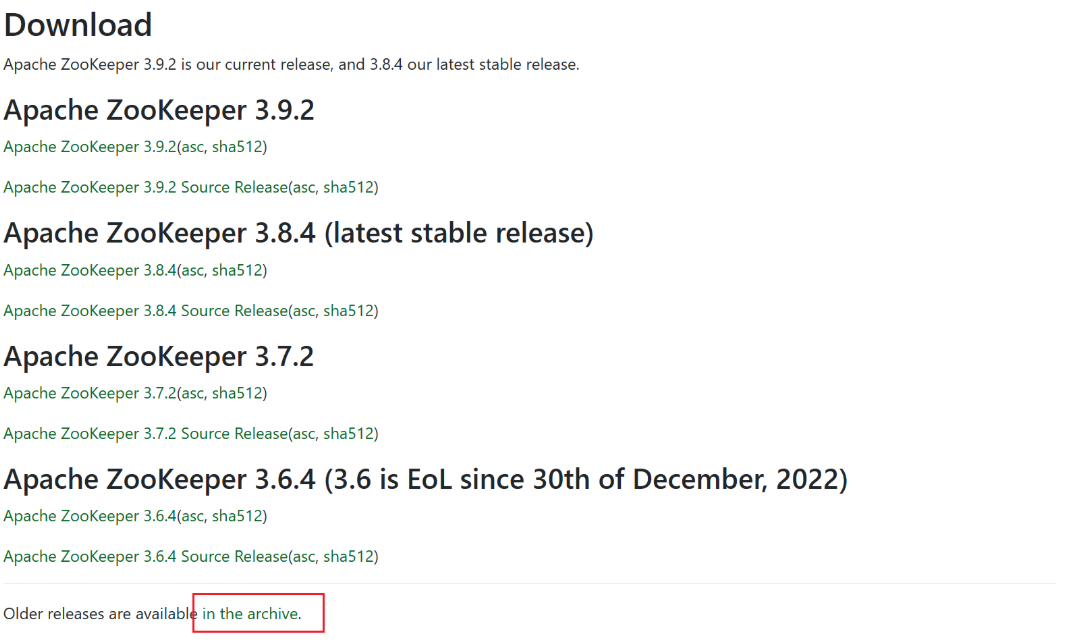 Download
Apache ZooKeeper 3.9.2 is our current release, and 3.8.4 our latest stable release.
Apache ZooKeeper 3.9.2
Apache ZooKeeper 3.9.2(asc, sha512)
Apache ZooKeeper 3.9.2 Source Release(asc, sha512)
Apache ZooKeeper 3.8.4 (latest stable release)
Apache ZooKeeper 3.8.4(asc, sha512)
Apache ZooKeeper 3.8.4 Source Release(asc, sha512)
Apache ZooKeeper 3.7.2
Apache ZooKeeper 3.7.2(asc, sha512)
Apache ZooKeeper 3.7.2 Source Release(asc, sha512)
Apache ZooKeeper 3.6.4 (3.6 is EoL since 30th of December, 2022)
Apache ZooKeeper 3.6.4(asc, sha512)
Apache ZooKeeper 3.6.4 Source Release(asc, sha512)
Older releases are available in the archive.